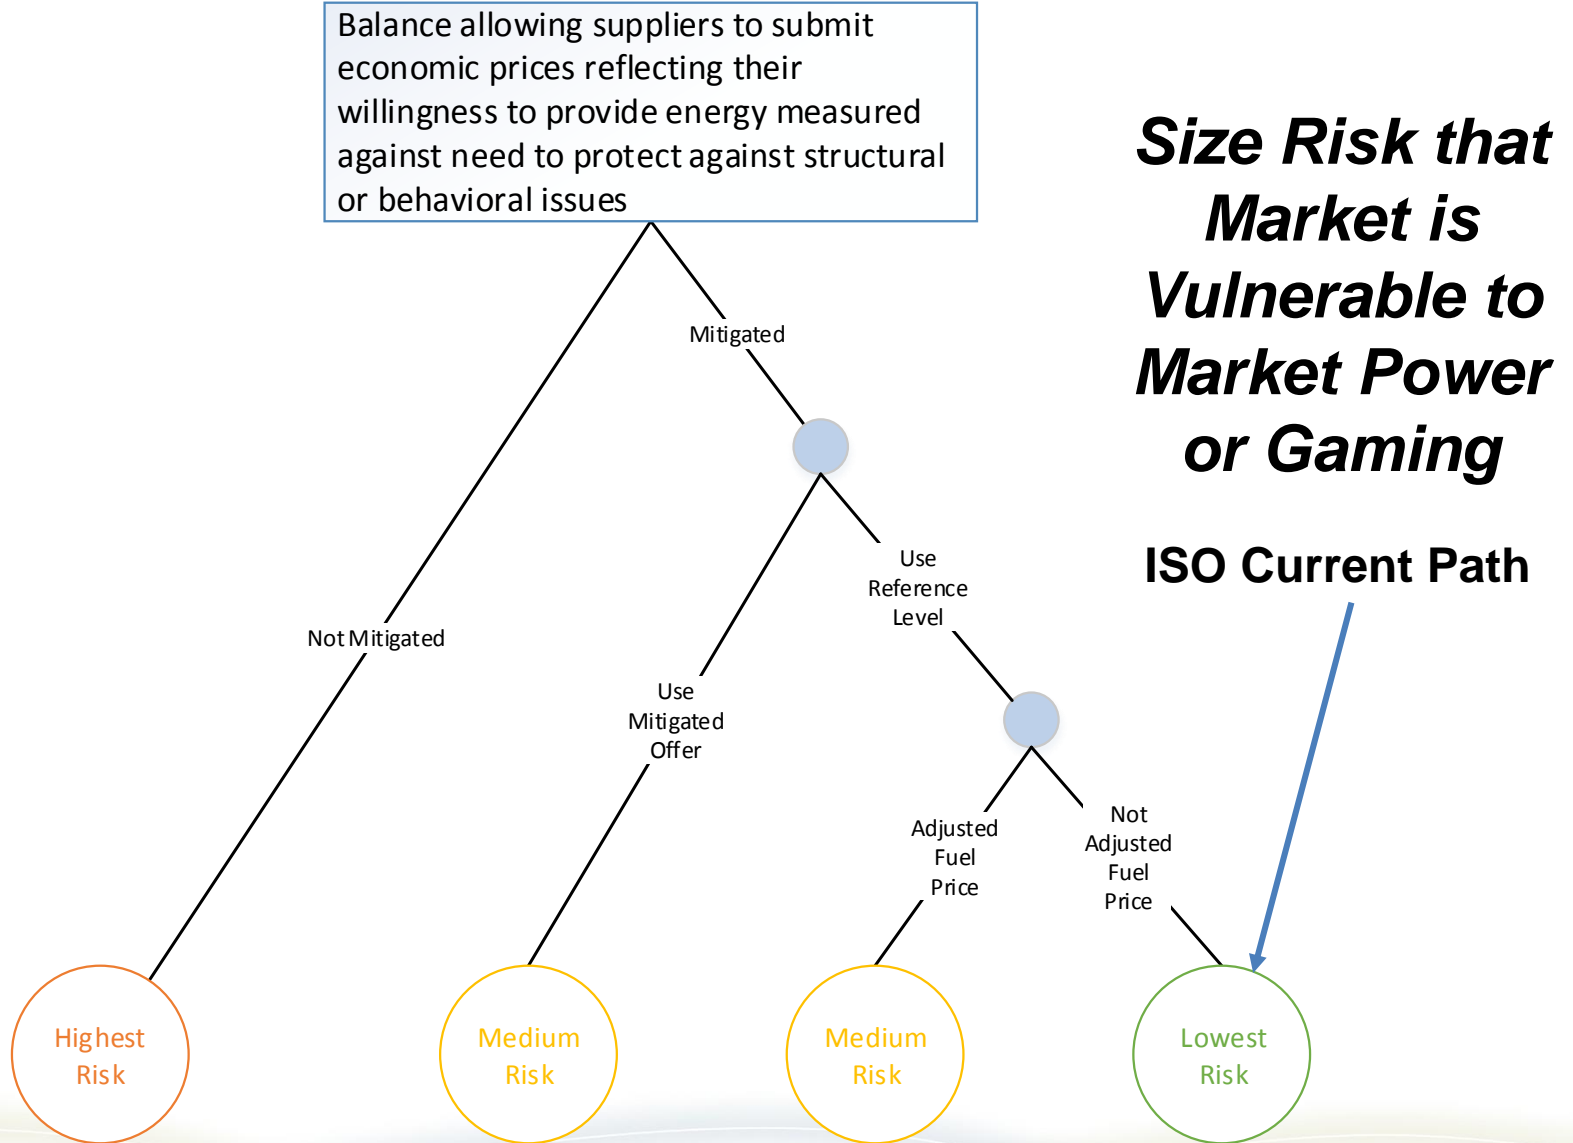 Balance allowing suppliers to submit
economic prices reflecting their
willingness to provide energy measured
against need to protect against structural
or behavioral issues
Size Risk that
Market is
Vulnerable to
Market Power
or Gaming
ISO Current Path
Mitigated
Not Mitigated
Use
Reference
Level
Use
Mitigated
Offer
Adjusted
Fuel
Price
Not
Adjusted
Fuel
Price
Highest
Risk
Medium
Risk
Medium
Risk
Lowest
Risk